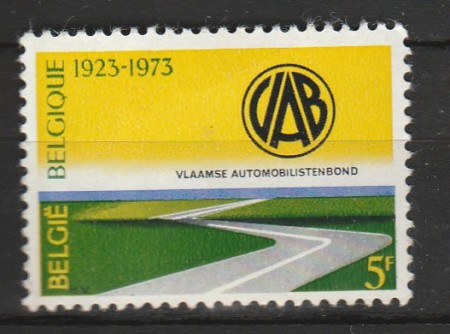 1923-1973
BELGIQUE
BELGIË
VAB
VLAAMSE AUTOMOBILISTENBOND
5F